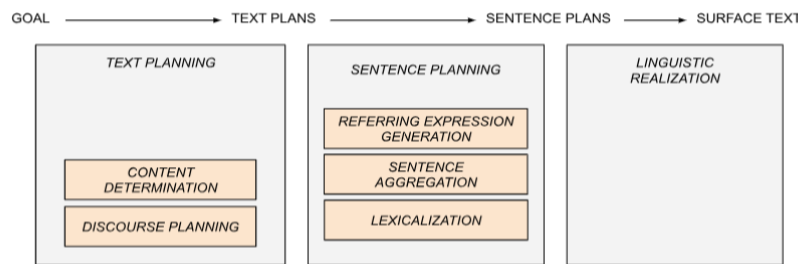 GOAL TEXT PLANS SENTENCE PLANS SURFACE TEXT
TEXT PLANNING
CONTENT
DETERMINATION
DISCOURSE PLANNING
SENTENCE PLANNING
REFERRING EXPRESSION
GENERATION
SENTENCE
AGGREGATION
LEXICALIZATION
LINGUISTIC
REALIZATION